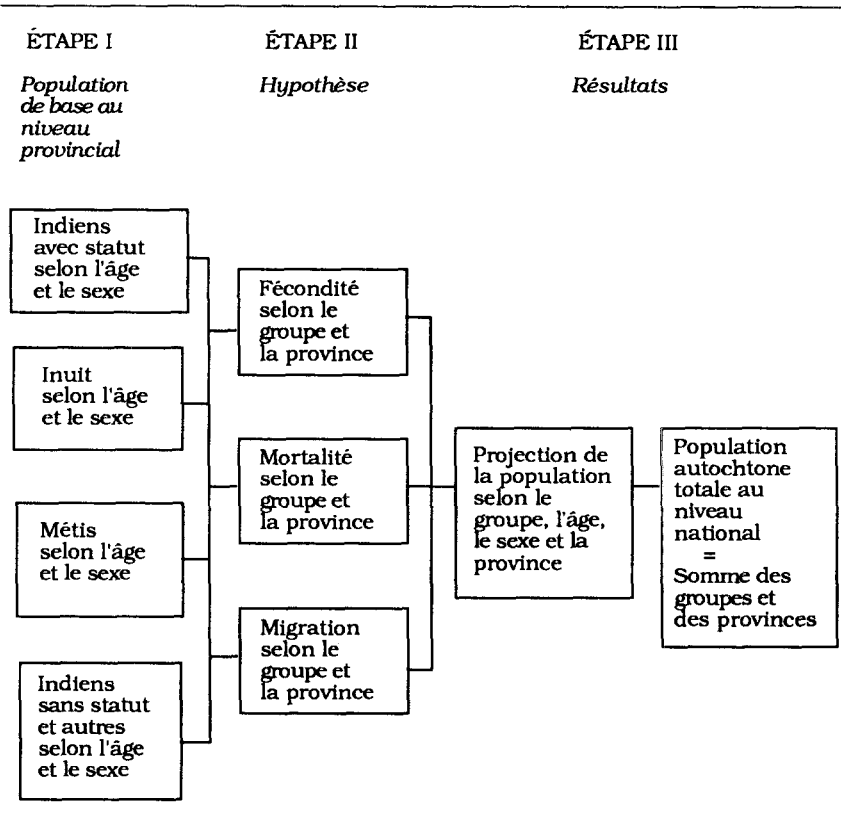 ÉTAPE I
Population
de base au
niveau
provincial
Indiens
avec statut
selon l'âge
et le sexe
Inuit
selon l'âge
et le sexe
Métis
selon l'âge
et le sexe
Indiens
sans statut
et autres
selon l'âge
et le sexe
ÉTAPE II
Hypothèse
Fécondité
selon le
groupe et
la province
Mortalité
selon le
groupe et
la province
Migration
selon le
groupe et
la province
ÉTAPE III
Résultats
Projection de
la population
selon le
groupe, l'âge,
le sexe et la
province
Population
autochtone
totale au
niveau
national
=
Somme des
groupes et
des provinces